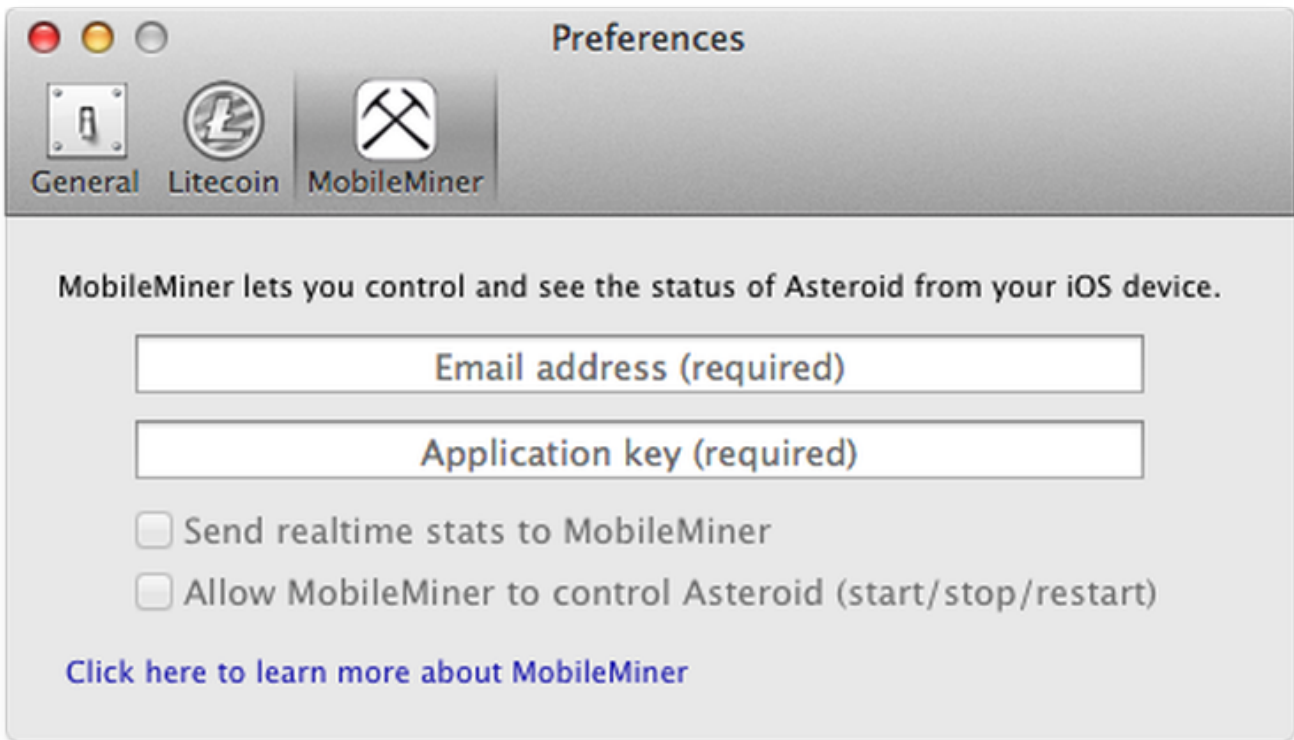 Preferences
General Litecoin MobileMiner
MobileMiner lets you control and see the status of Asteroid from your iOS device.
Email address (required)
Application key (required)
Send realtime stats to MobileMiner
Allow MobileMiner to control Asteroid (start/stop/restart)
Click here to learn more about MobileMiner